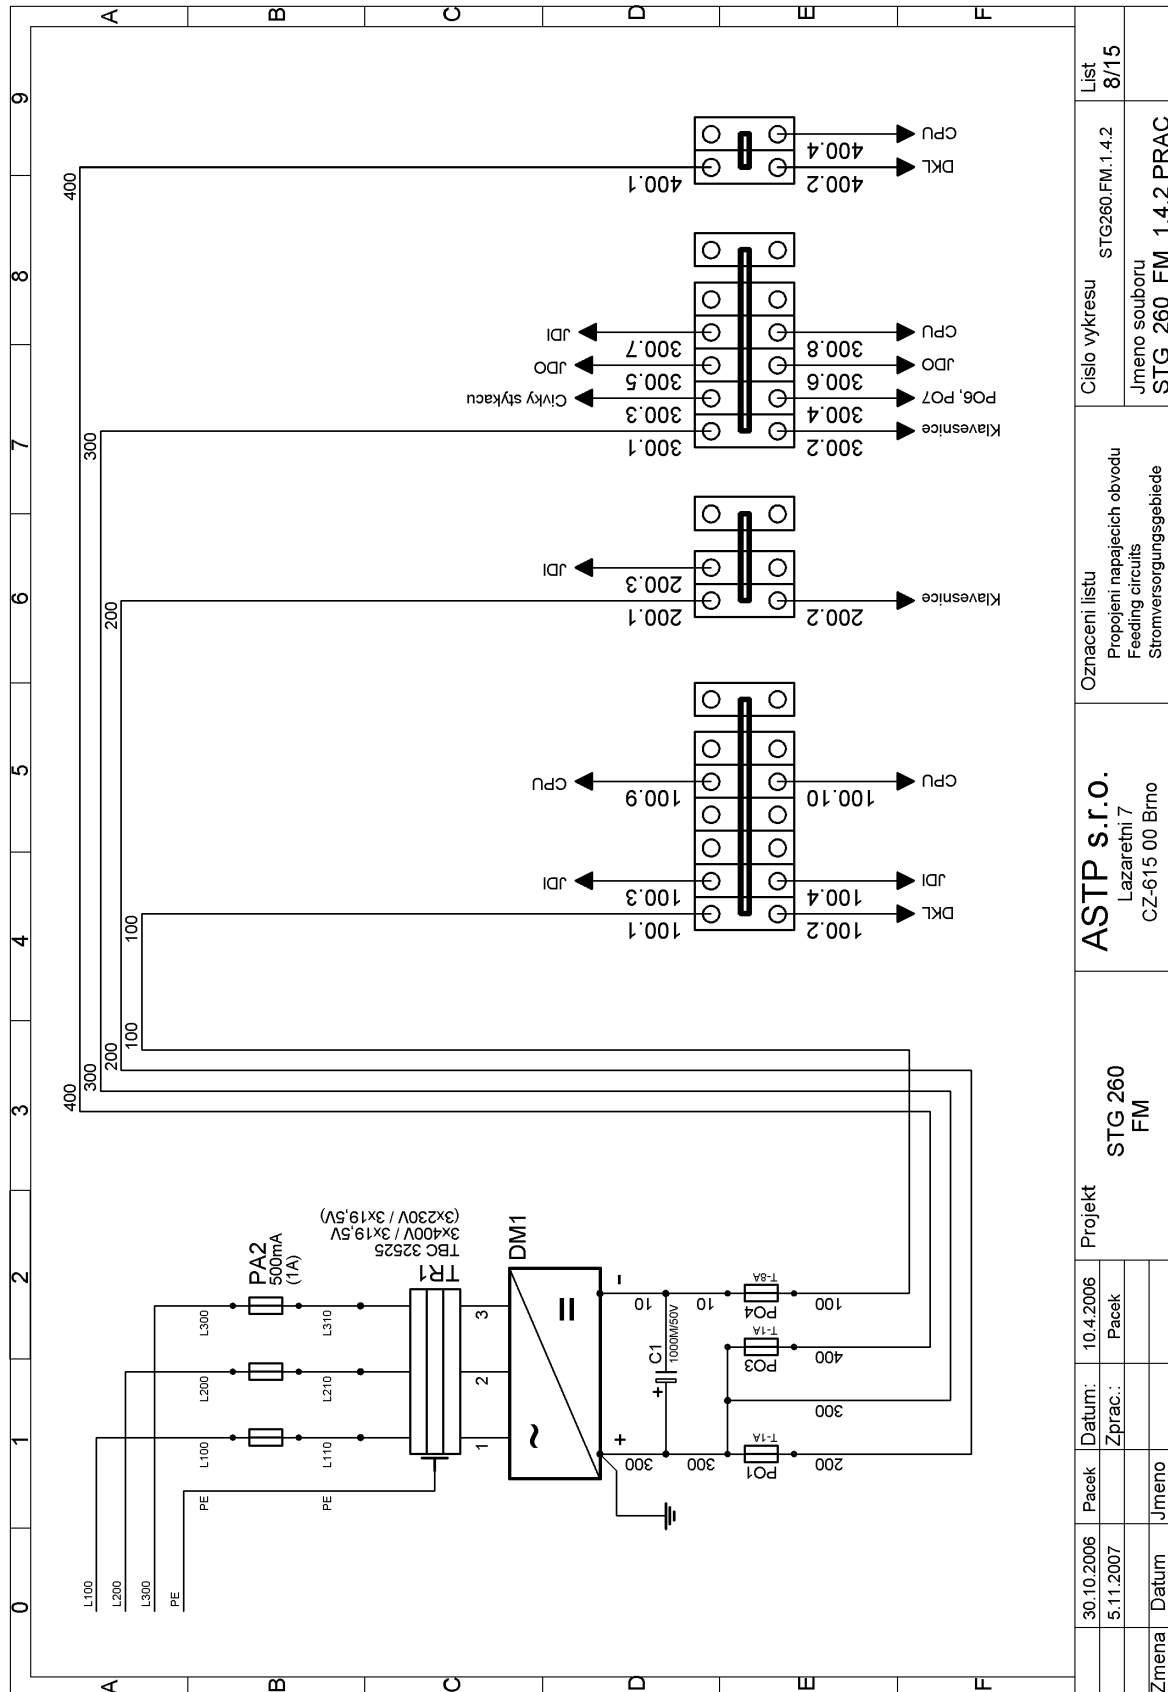 0 1 2 3 4 5 6 7 8 9
A A
B B
C C
D D
E E
F F
L100
L200
L300
PE
L100 L200 L300
PE
PA2
500mA
(1A)
L110 L210 L310
PE
TR1
TBC 32525
3x400V / 3x19,5V
(3x230V / 3x19,5V)
1 2 3
DM1
~ =
+ -
300 10
C1
+
1000M/50V
300 10
PO1 T-1A
PO3 T-1A
PO4 T-8A
200 300 400 100
400 400
300 300
200 200
100 100
100.1 100.3 100.9
JDI CPU
100.2 100.4 100.10
DKL JDI CPU
200.1 200.3
JDI
200.2
Klavesnice
300.1 300.3 300.5 300.7
Civky stykacu JDO JDI
300.2 300.4 300.6 300.8
Klavesnice PO6, PO7 JDO CPU
400.1
400.2 400.4
DKL CPU
30.10.2006 Pacek
5.11.2007
Zmena Datum Jmeno
Datum: 10.4.2006
Zprac.: Pacek
Projekt
STG 260
FM
ASTP s.r.o.
Lazaretni 7
CZ-615 00 Brno
Oznaceni listu
Propojeni napajecich obvodu
Feeding circuits
Stromversorgungsgebiede
Cislo vykresu
STG260.FM.1.4.2
Jmeno souboru
STG_260_FM_1.4.2 PRAC
List
8/15